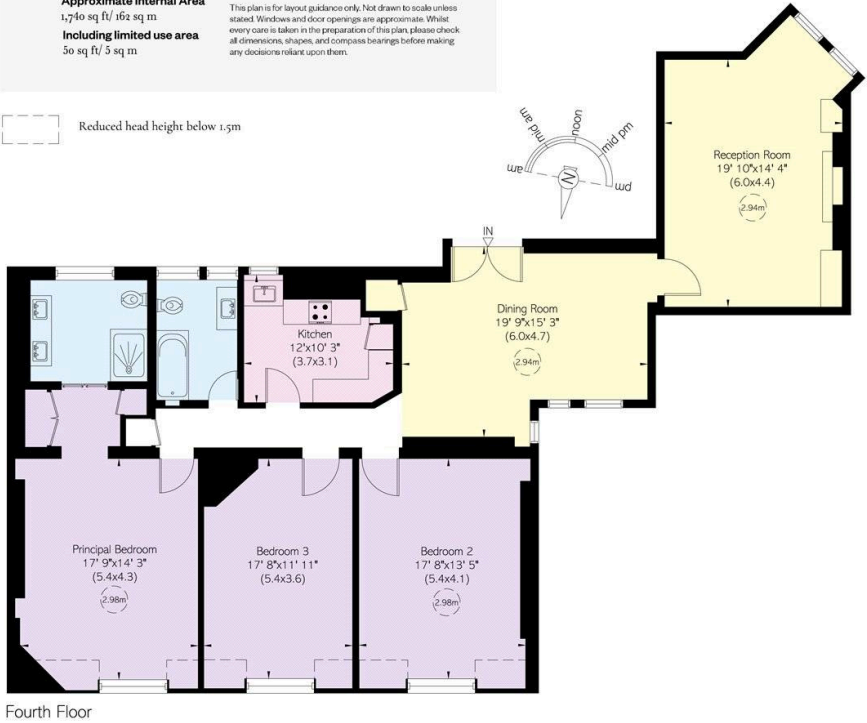 Approximate Internal Area
1,740 sq ft/ 162 sq m
Including limited use area
50 sq ft/ 5 sq m
This plan is for layout guidance only. Not drawn to scale unless
stated. Windows and door openings are approximate. Whilst
every care is taken in the preparation of this plan, please check
all dimensions, shapes, and compass bearings before making
any decisions reliant upon them.
Reduced head height below 1.5m
am
mid am
noon
mid pm
pm
N
Reception Room
19' 10"x14' 4"
(6.0x4.4)
2.94m
IN
Dining Room
19' 9"x15' 3"
(6.0x4.7)
2.94m
Kitchen
12'x10' 3"
(3.7x3.1)
Principal Bedroom
17' 9"x14' 3"
(5.4x4.3)
2.98m
Bedroom 3
17' 8"x11' 11"
(5.4x3.6)
Bedroom 2
17' 8"x13' 5"
(5.4x4.1)
2.98m
Fourth Floor